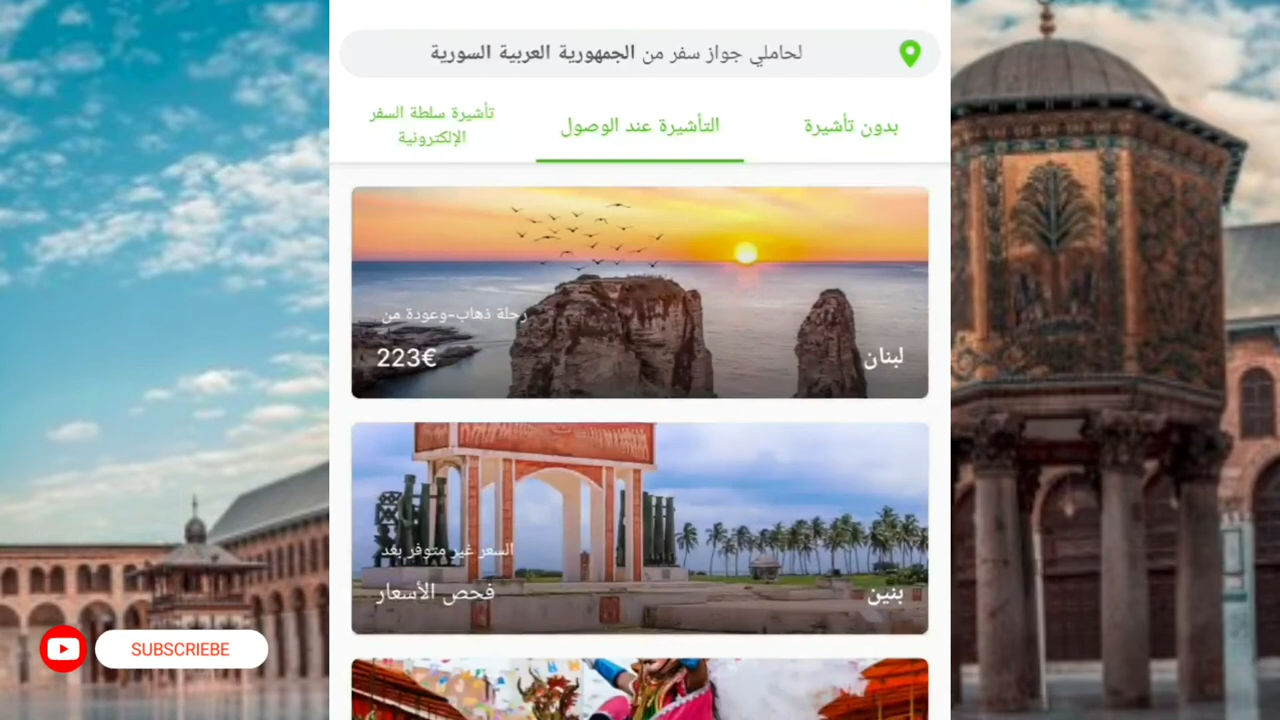 لحاملي جواز سفر من الجمهورية العربية السورية
بدون تأشيرة
التأشيرة عند الوصول
تأشيرة سلطة السفر
الإلكترونية
رحلة ذهاب-وعودة من
لبنان
223€
السعر غير متوفر بعد
بنين
فحص الأسعار
SUBSCRIEBE